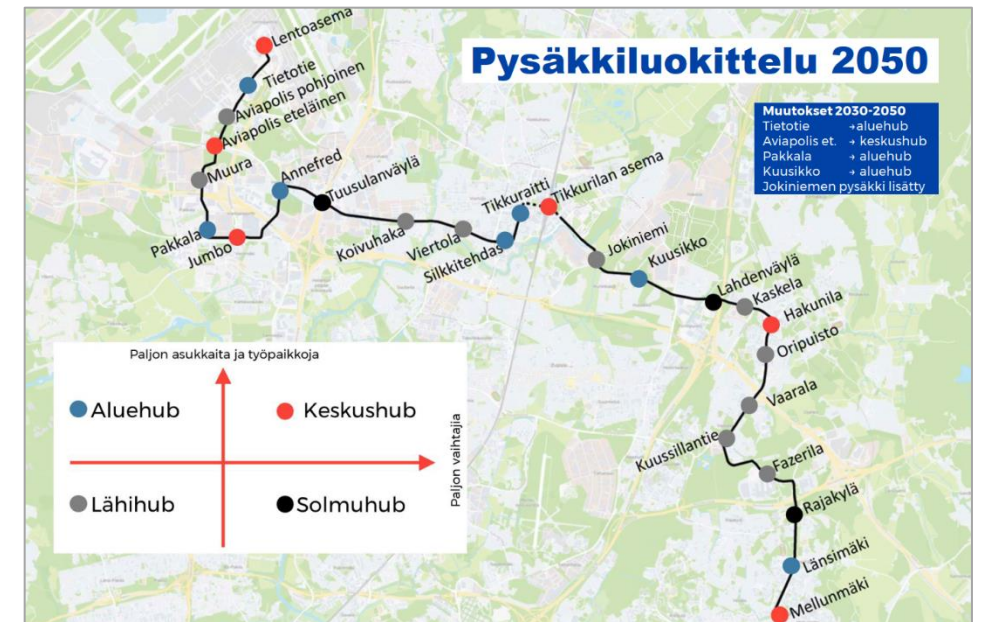 Pysäkkiluokittelu 2050
Muutokset 2030-2050
Tietotie →aluehub
Aviapolis et. → keskushub
Pakkala → aluehub
Kuusikko → aluehub
Jokiniemen pysäkki lisätty
Lentoasema
Tietotie
Aviapolis pohjoinen
Aviapolis eteläinen
Muura
Pakkala
Jumbo
Annefred
Tuusulanväylä
Koivuhaka
Viertola
Silkkitehdas
Tikkuraitti
Tikkurilan asema
Jokiniemi
Kuusikko
Lahdenväylä
Kaskela
Hakunila
Oripuisto
Vaarala
Kuussillantie
Fazerila
Rajakylä
Länsimäki
Mellunmäki
Paljon asukkaita ja työpaikkoja
Aluehub
Keskushub
Lähihub
Solmuhub
Paljon vaihtajia